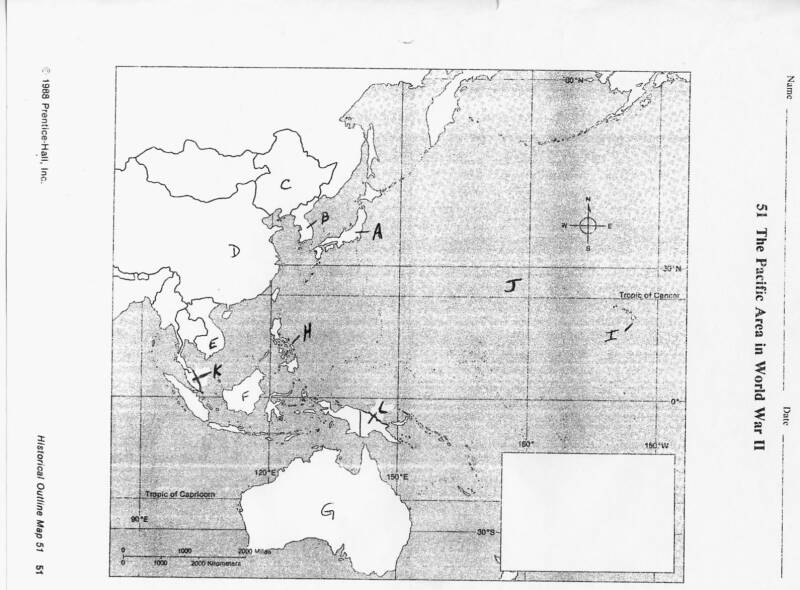 Name Date
51 The Pacific Area in World War II
60°N
N
W E
S
30°N
Tropic of Cancer
0°
180°
150°W
120°E
150°E
Tropic of Capricorn
90°E
30°S
0 1000 2000 Miles
0 1000 2000 Kilometers
A
B
C
D
E
F
G
H
I
J
K
L
© 1988 Prentice-Hall, Inc.
Historical Outline Map 51 51